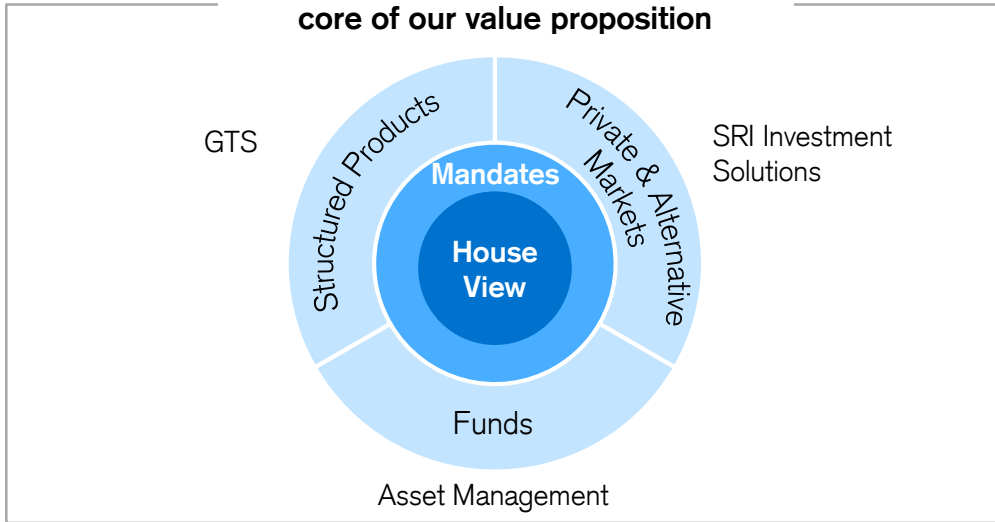 core of our value proposition
GTS
Structured Products
Private & Alternative
Markets
SRI Investment
Solutions
Mandates
House
View
Funds
Asset Management